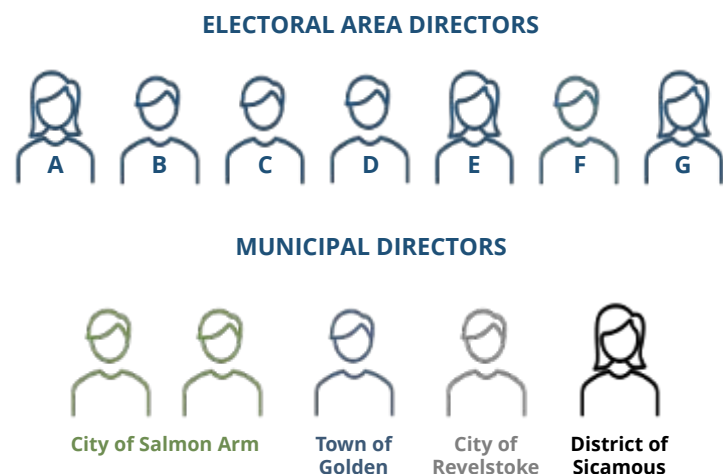 ELECTORAL AREA DIRECTORS
A B C D E F G
MUNICIPAL DIRECTORS
City of Salmon Arm
Town of
Golden
City of
Revelstoke
District of
Sicamous